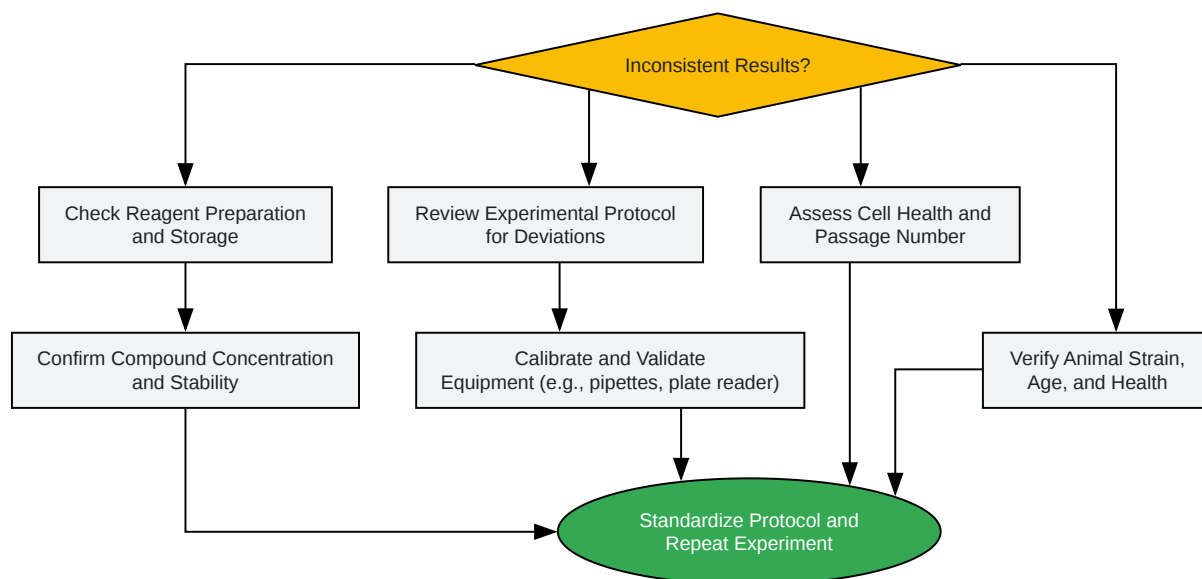 Inconsistent Results?
Check Reagent Preparation
and Storage
Review Experimental Protocol
for Deviations
Assess Cell Health and
Passage Number
Confirm Compound Concentration
and Stability
Calibrate and Validate
Equipment (e.g., pipettes, plate reader)
Verify Animal Strain,
Age, and Health
Standardize Protocol and
Repeat Experiment